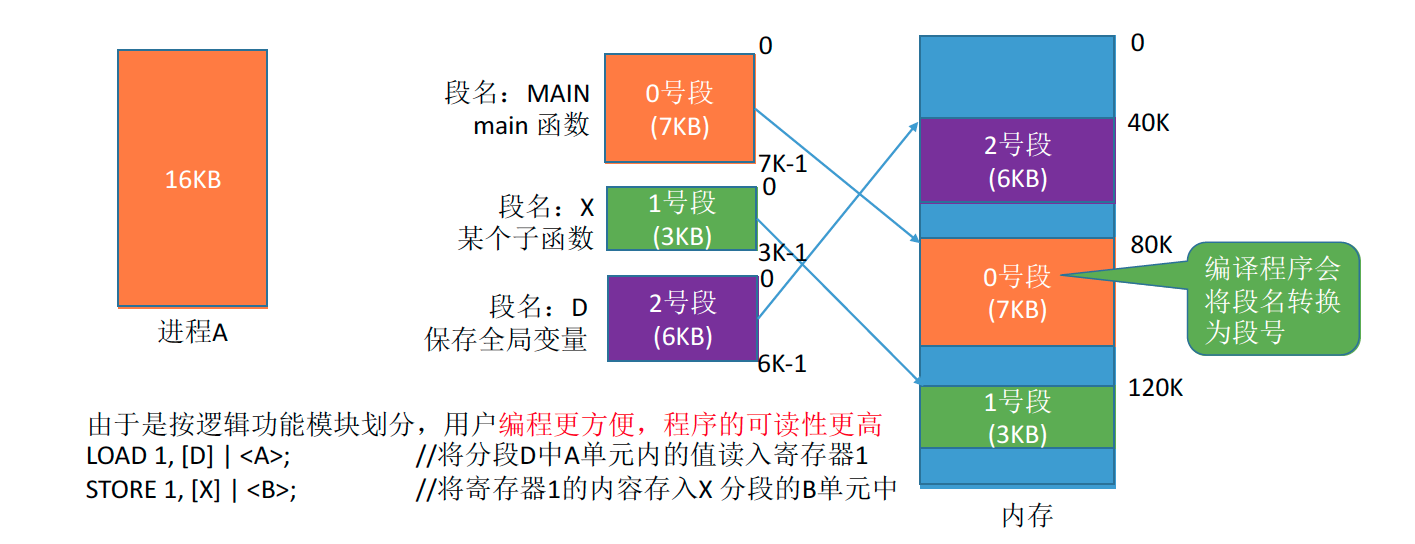 16KB
进程A
段名：MAIN
main 函数
0
0号段
(7KB)
7K-1
段名：X
某个子函数
0
1号段
(3KB)
3K-1
段名：D
保存全局变量
0
2号段
(6KB)
6K-1
0
40K
2号段
(6KB)
80K
0号段
(7KB)
120K
1号段
(3KB)
内存
编译程序会
将段名转换
为段号
由于是按逻辑功能模块划分，用户编程更方便，程序的可读性更高
LOAD 1, [D] | <A>; //将分段D中A单元内的值读入寄存器1
STORE 1, [X] | <B>; //将寄存器1的内容存入X 分段的B单元中